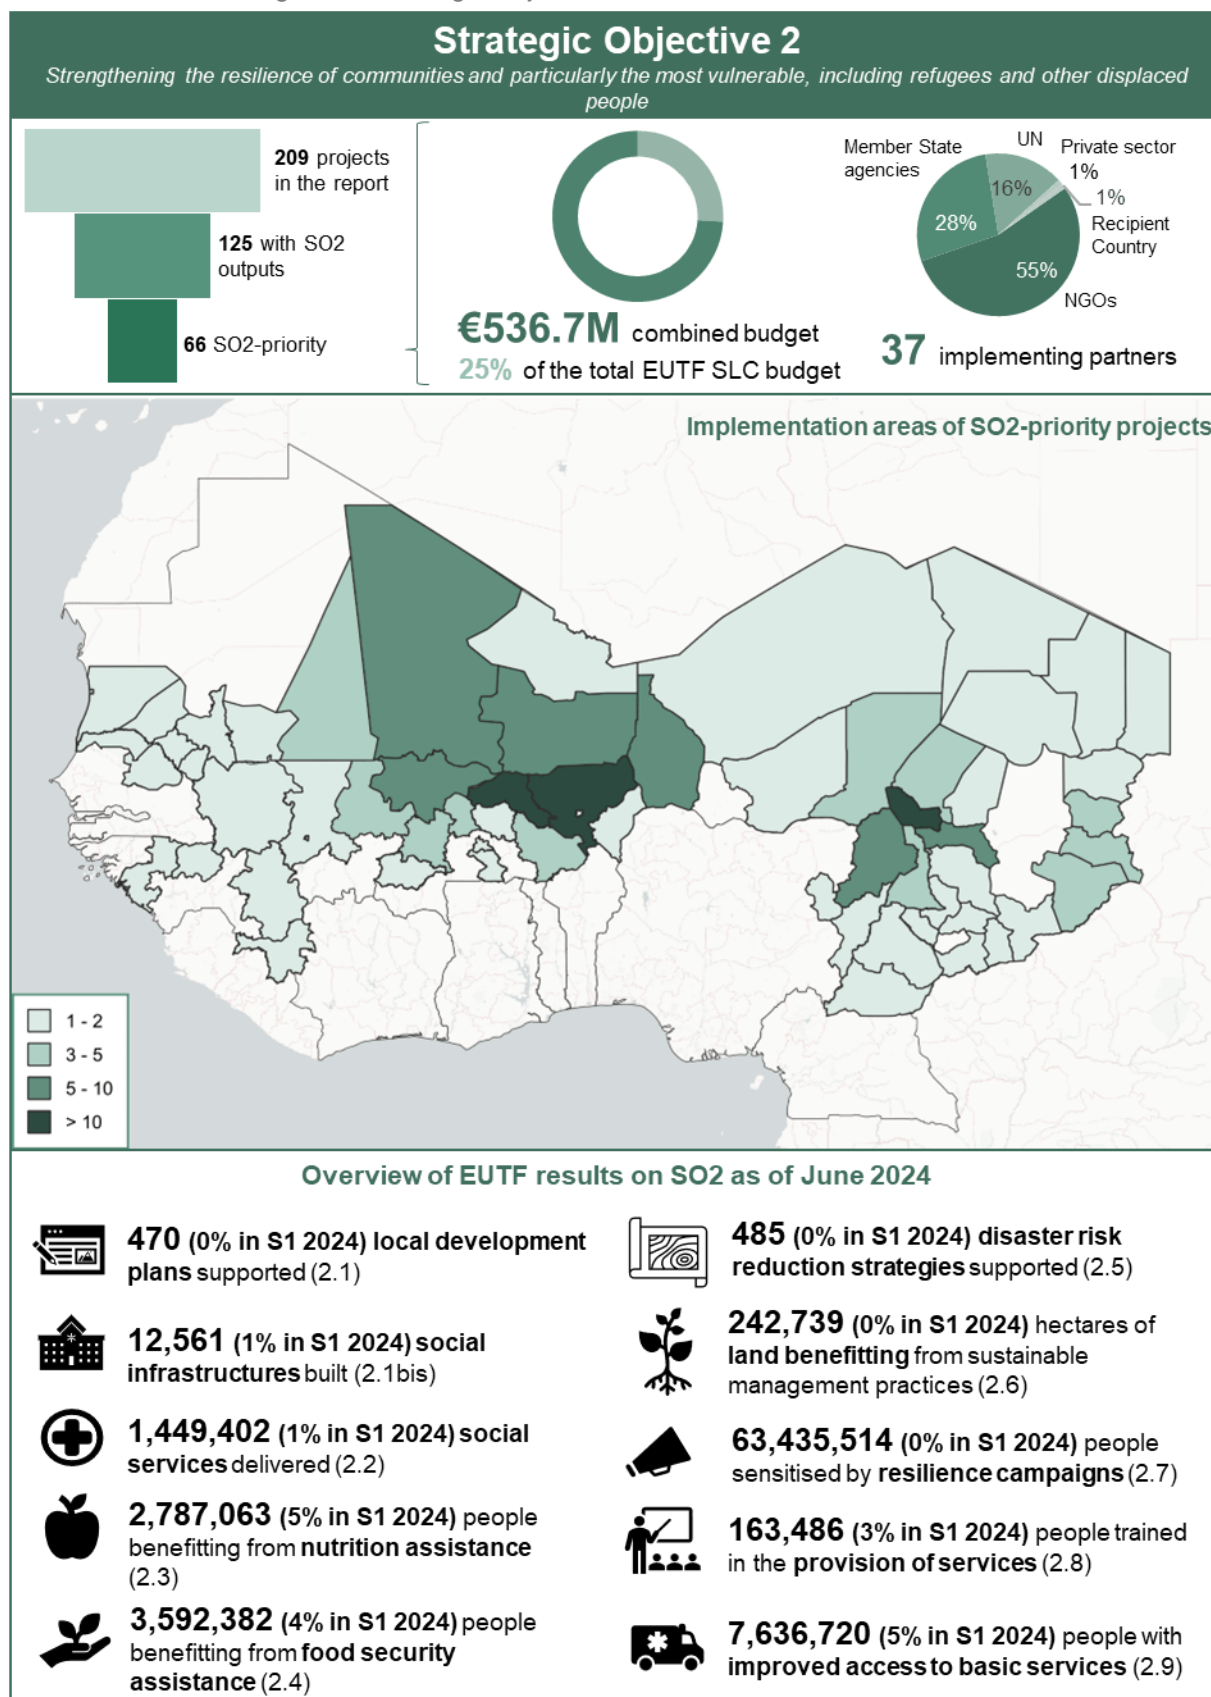 Strategic Objective 2
Strengthening the resilience of communities and particularly the most vulnerable, including refugees and other displaced
people
209 projects
in the report
125 with SO2
outputs
66 SO2-priority
€536.7M combined budget
25% of the total EUTF SLC budget
Member State
agencies
UN
Private sector
1%
16%
1%
Recipient
Country
28%
55%
NGOs
37 implementing partners
Implementation areas of SO2-priority projects
1 - 2
3 - 5
5 - 10
> 10
Overview of EUTF results on SO2 as of June 2024
470 (0% in S1 2024) local development
plans supported (2.1)
12,561 (1% in S1 2024) social
infrastructures built (2.1bis)
1,449,402 (1% in S1 2024) social
services delivered (2.2)
2,787,063 (5% in S1 2024) people
benefitting from nutrition assistance
(2.3)
3,592,382 (4% in S1 2024) people
benefitting from food security
assistance (2.4)
485 (0% in S1 2024) disaster risk
reduction strategies supported (2.5)
242,739 (0% in S1 2024) hectares of
land benefitting from sustainable
management practices (2.6)
63,435,514 (0% in S1 2024) people
sensitised by resilience campaigns (2.7)
163,486 (3% in S1 2024) people trained
in the provision of services (2.8)
7,636,720 (5% in S1 2024) people with
improved access to basic services (2.9)